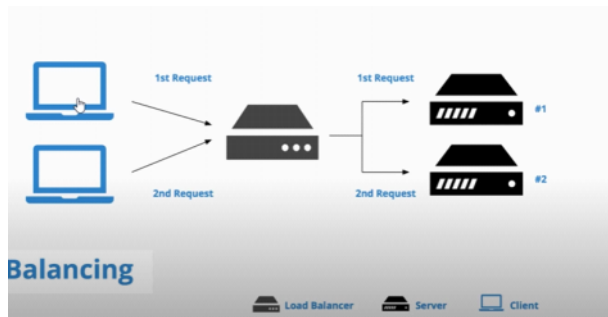 1st Request
1st Request
#1
#2
2nd Request
2nd Request
Balancing
Load Balancer
Server
Client